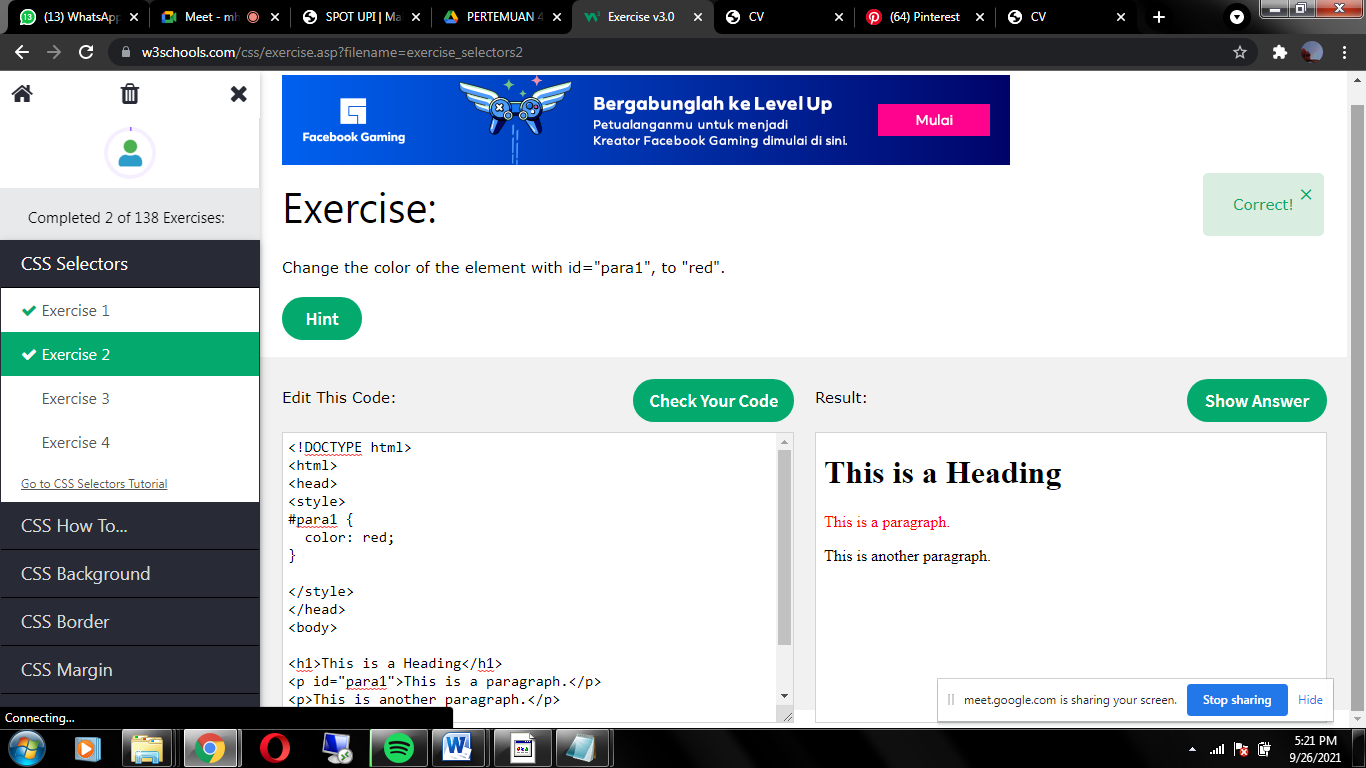 (13) WhatsApp
Meet - mh
SPOT UPI | Ma
PERTEMUAN 4
Exercise v3.0
CV
(64) Pinterest
CV
w3schools.com/css/exercise.asp?filename=exercise_selectors2
Facebook Gaming
Bergabunglah ke Level Up
Petualanganmu untuk menjadi
Kreator Facebook Gaming dimulai di sini.
Mulai
Completed 2 of 138 Exercises:
CSS Selectors
Exercise 1
Exercise 2
Exercise 3
Exercise 4
Go to CSS Selectors Tutorial
CSS How To...
CSS Background
CSS Border
CSS Margin
Connecting...
Exercise:
Correct!
Change the color of the element with id="para1", to "red".
Hint
Edit This Code:
Check Your Code
<!DOCTYPE html>
<html>
<head>
<style>
#para1 {
  color: red;
}
</style>
</head>
<body>
<h1>This is a Heading</h1>
<p id="para1">This is a paragraph.</p>
<p>This is another paragraph.</p>
Result:
Show Answer
This is a Heading
This is a paragraph.
This is another paragraph.
meet.google.com is sharing your screen.
Stop sharing
Hide
5:21 PM
9/26/2021